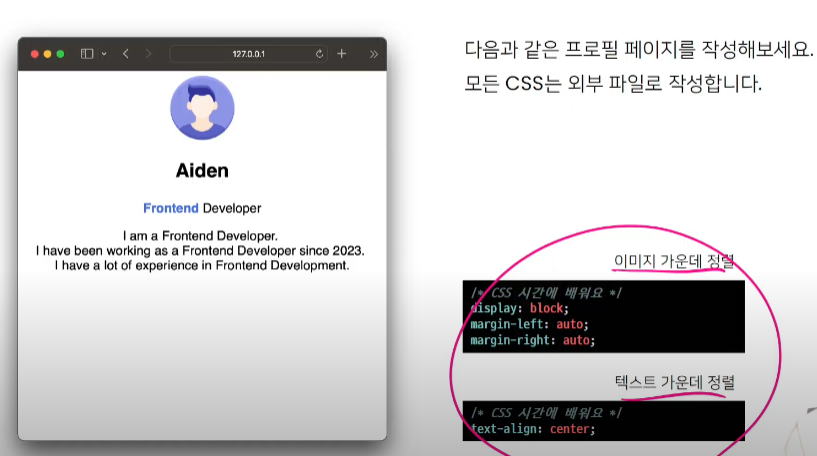 127.0.0.1
Aiden
Frontend Developer
I am a Frontend Developer.
I have been working as a Frontend Developer since 2023.
I have a lot of experience in Frontend Development.
다음과 같은 프로필 페이지를 작성해보세요.
모든 CSS는 외부 파일로 작성합니다.
이미지 가운데 정렬
/* CSS 시간에 배워요 */
display: block;
margin-left: auto;
margin-right: auto;
텍스트 가운데 정렬
/* CSS 시간에 배워요 */
text-align: center;